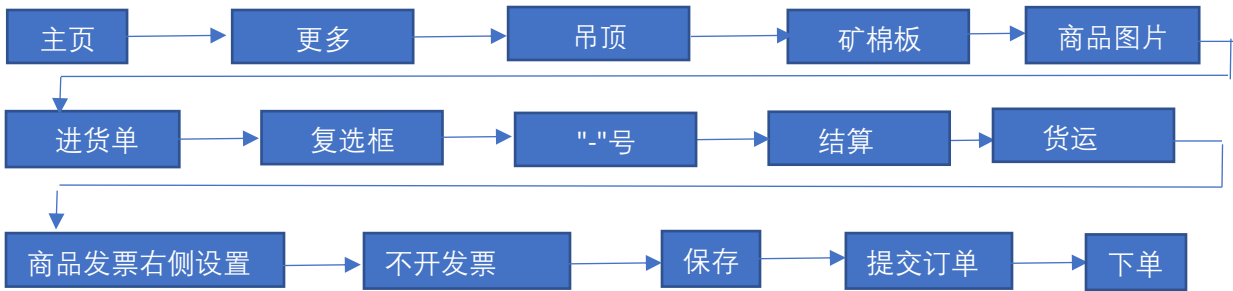 主页
更多
吊顶
矿棉板
商品图片
进货单
复选框
"-"号
结算
货运
商品发票右侧设置
不开发票
保存
提交订单
下单